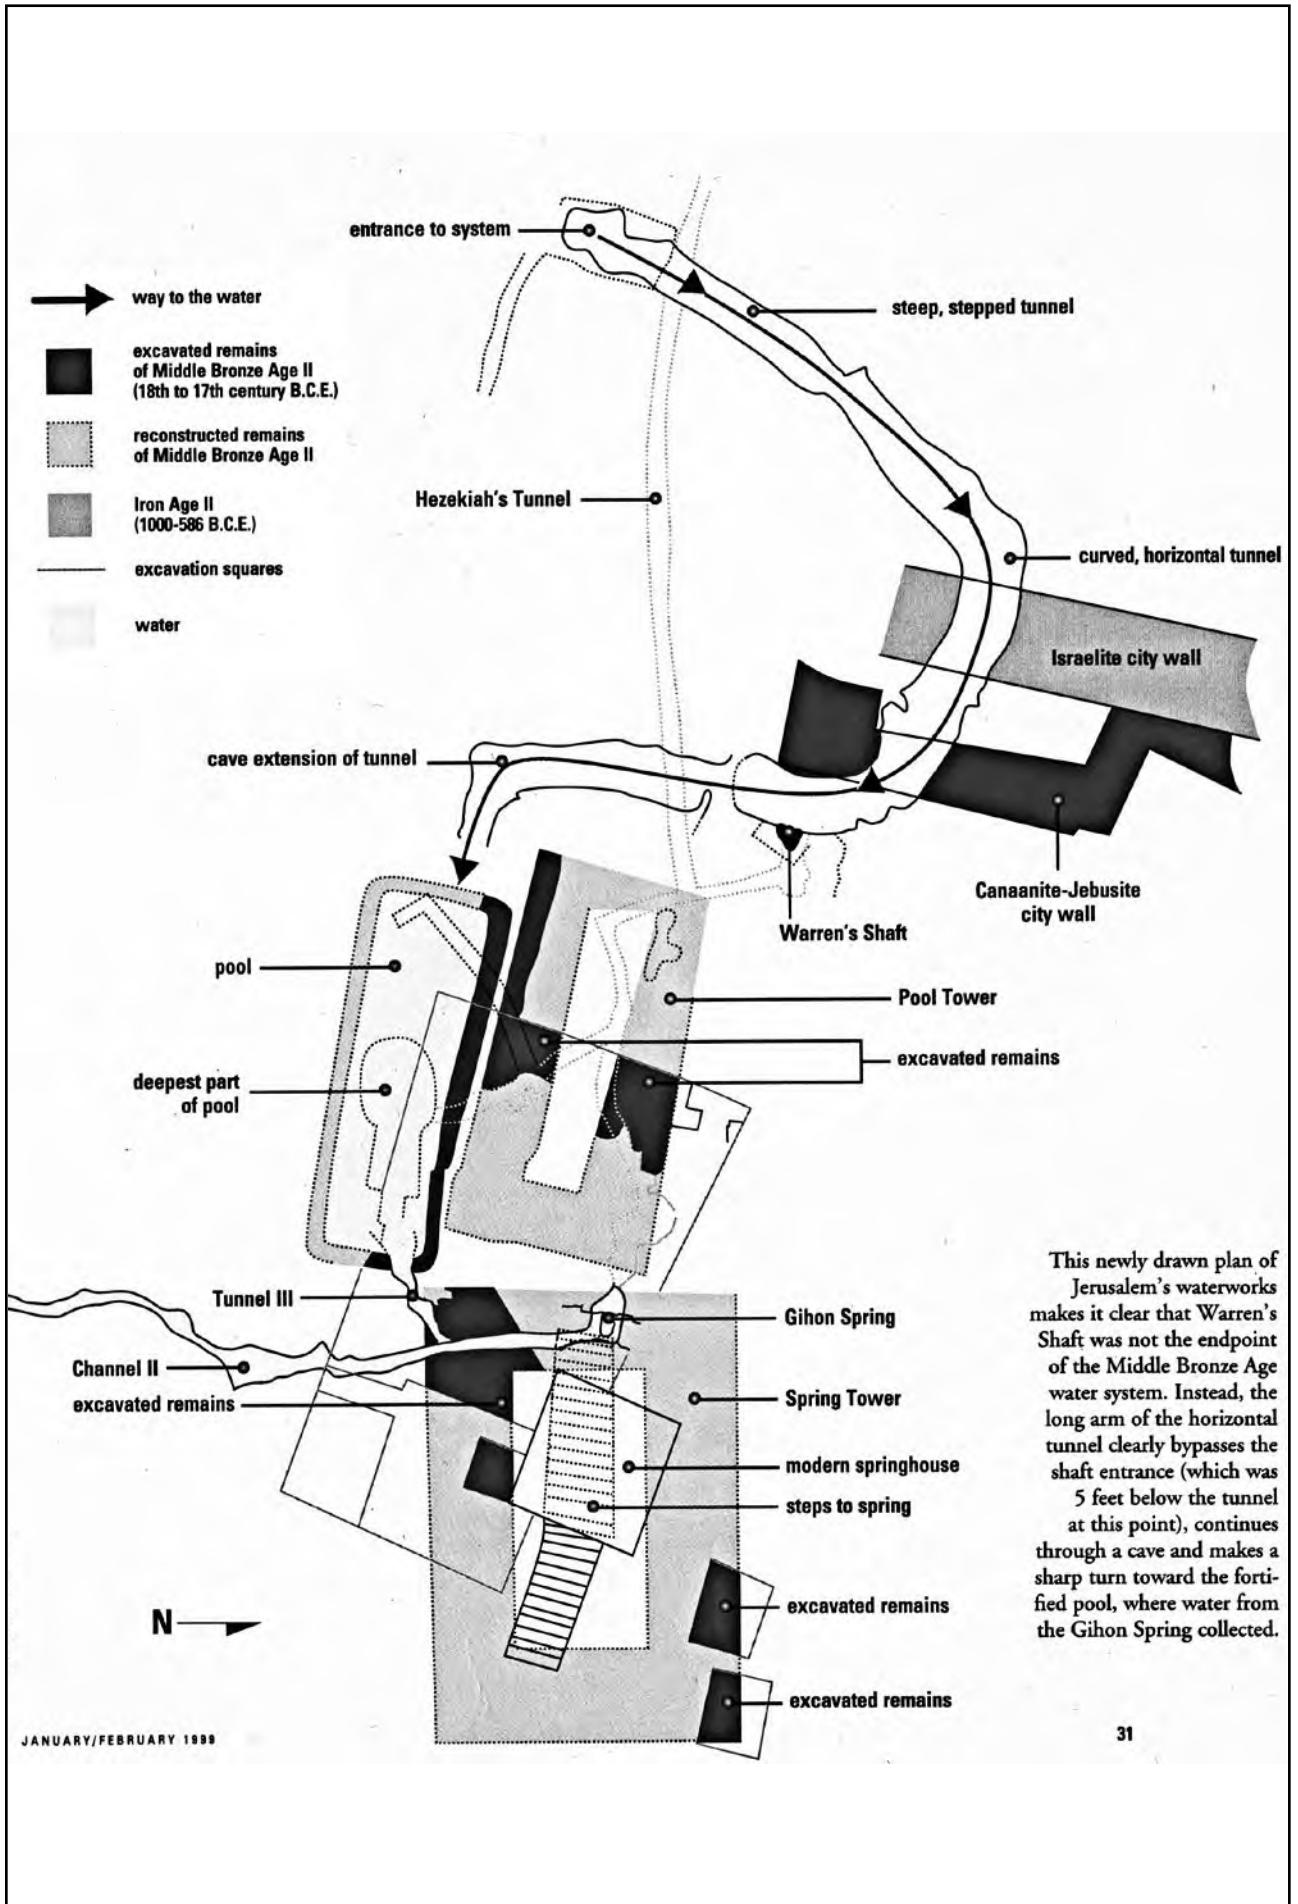 entrance to system
way to the water
steep, stepped tunnel
excavated remains
of Middle Bronze Age II
(18th to 17th century B.C.E.)
reconstructed remains
of Middle Bronze Age II
Iron Age II
(1000-586 B.C.E.)
excavation squares
water
Hezekiah's Tunnel
curved, horizontal tunnel
Israelite city wall
cave extension of tunnel
Canaanite-Jebusite
city wall
Warren's Shaft
pool
Pool Tower
excavated remains
deepest part
of pool
Tunnel III
Gihon Spring
Channel II
excavated remains
Spring Tower
modern springhouse
steps to spring
excavated remains
excavated remains
N
This newly drawn plan of
Jerusalem's waterworks
makes it clear that Warren's
Shaft was not the endpoint
of the Middle Bronze Age
water system. Instead, the
long arm of the horizontal
tunnel clearly bypasses the
shaft entrance (which was
5 feet below the tunnel
at this point), continues
through a cave and makes a
sharp turn toward the forti-
fied pool, where water from
the Gihon Spring collected.
JANUARY/FEBRUARY 1999
31